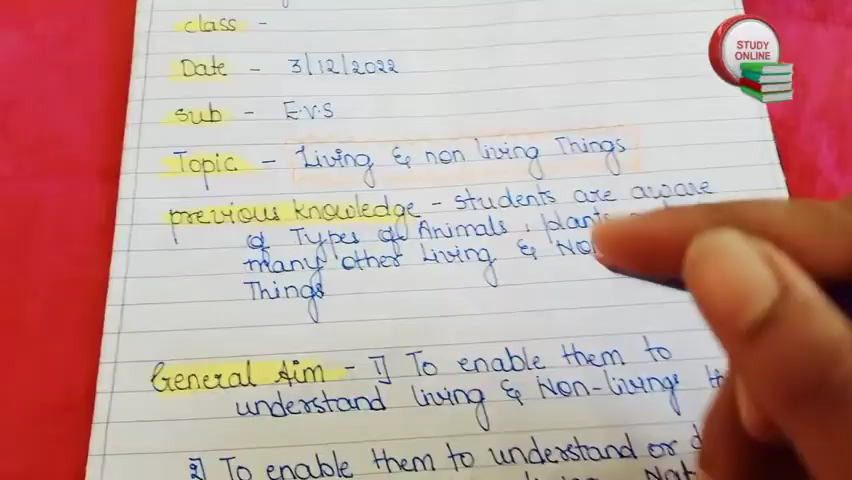 class -
Date - 3/12/2022
Sub - E.V.S
Topic - Living & non living Things
previous knowledge - students are aware
of Types of Animals, plants
many other Living & Non
Things
General Aim - 1] To enable them to
understand living & Non-livings th
2] To enable them to understand or d
STUDY
ONLINE